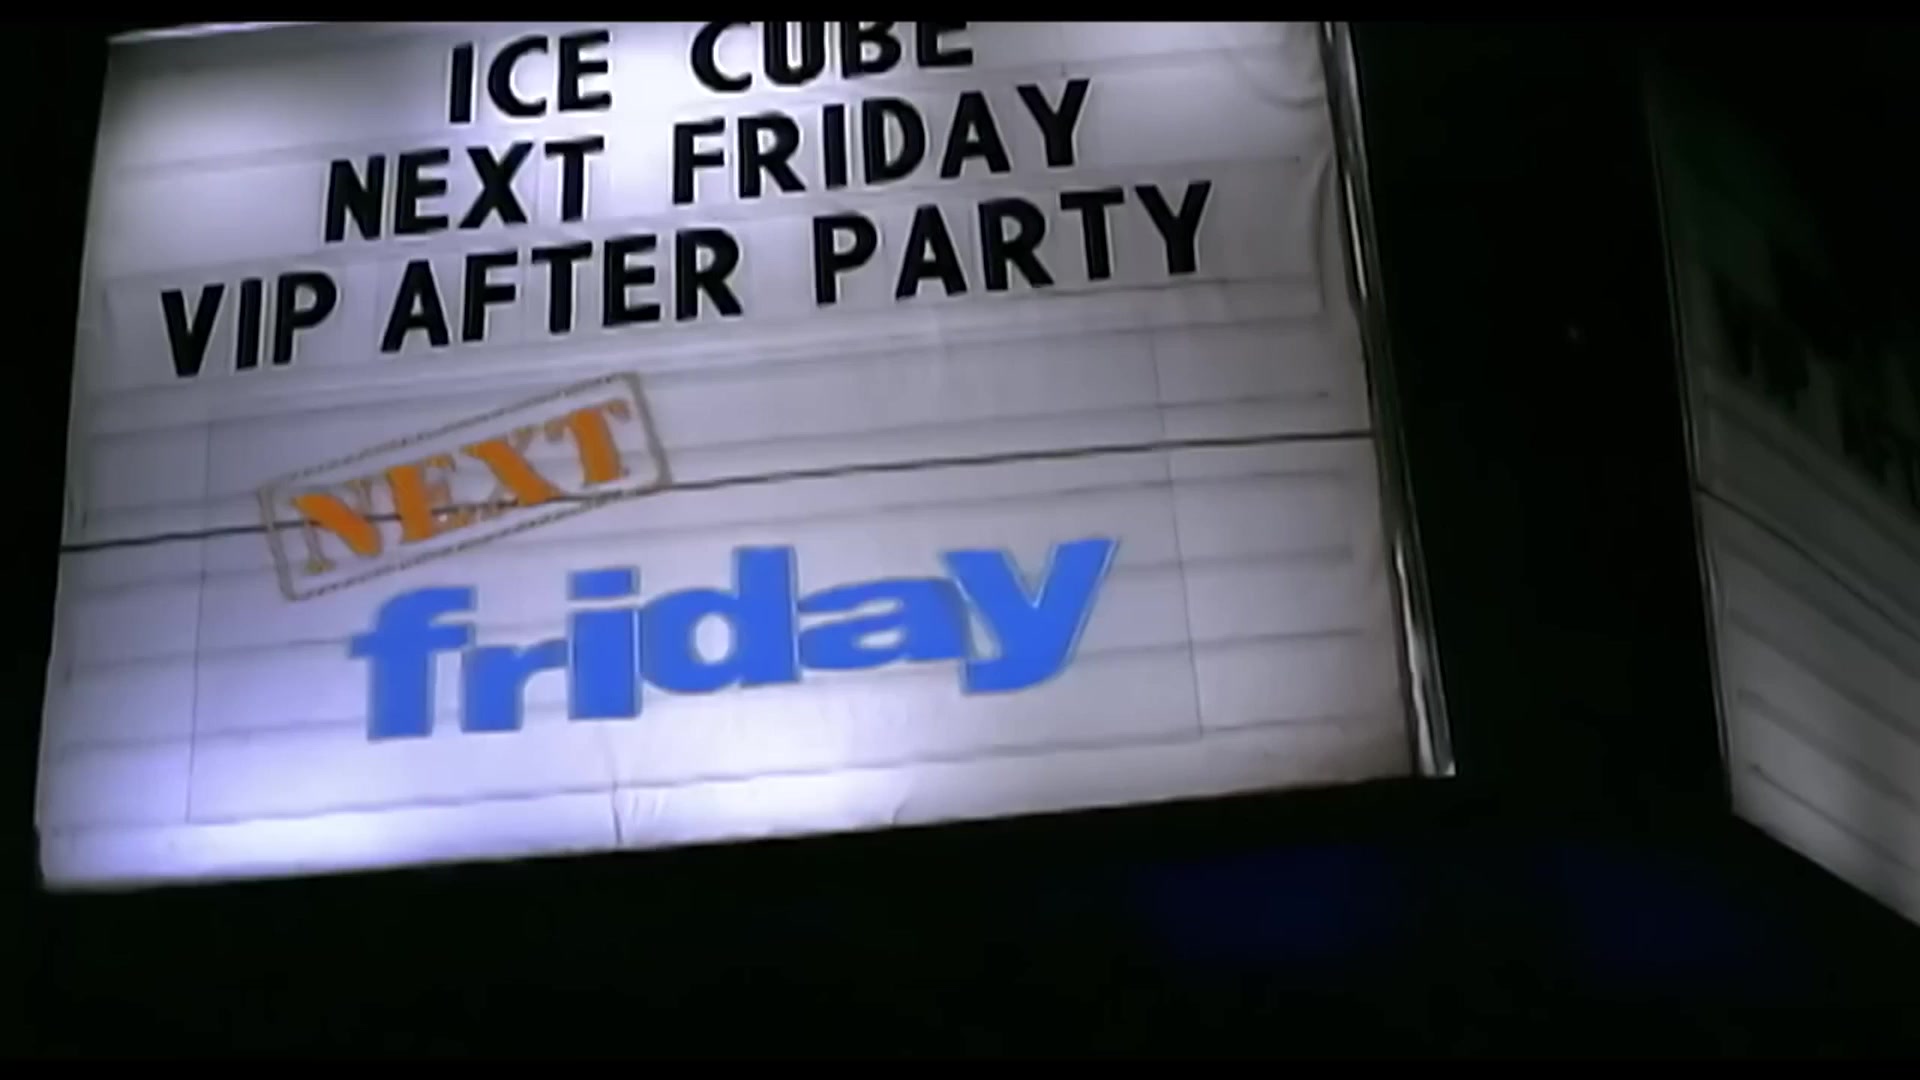 ICE CUBE
NEXT FRIDAY
VIP AFTER PARTY
NEXT
friday